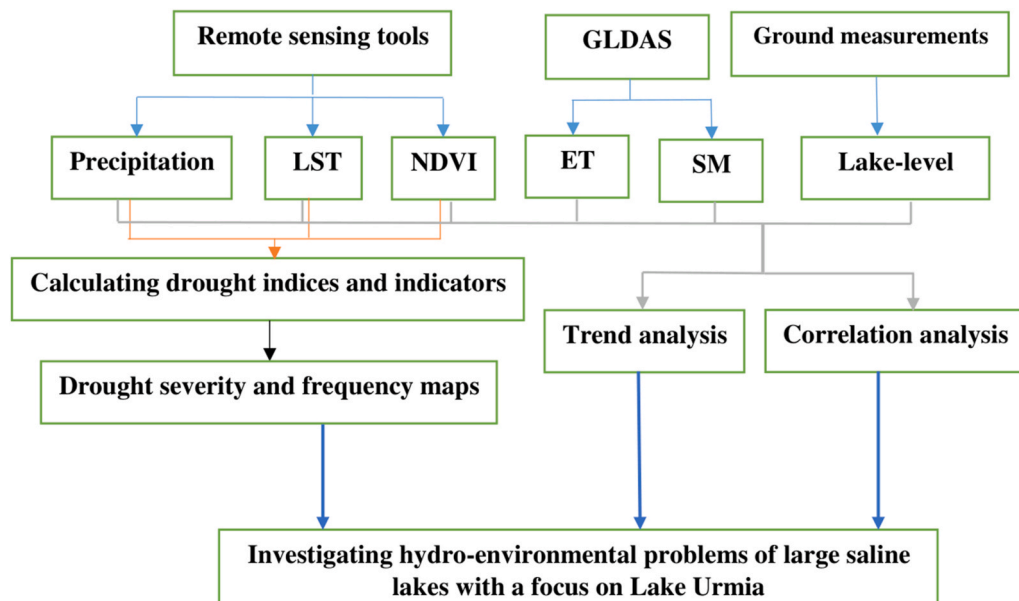 Remote sensing tools
GLDAS
Ground measurements
Precipitation
LST
NDVI
ET
SM
Lake-level
Calculating drought indices and indicators
Trend analysis
Correlation analysis
Drought severity and frequency maps
Investigating hydro-environmental problems of large saline
lakes with a focus on Lake Urmia